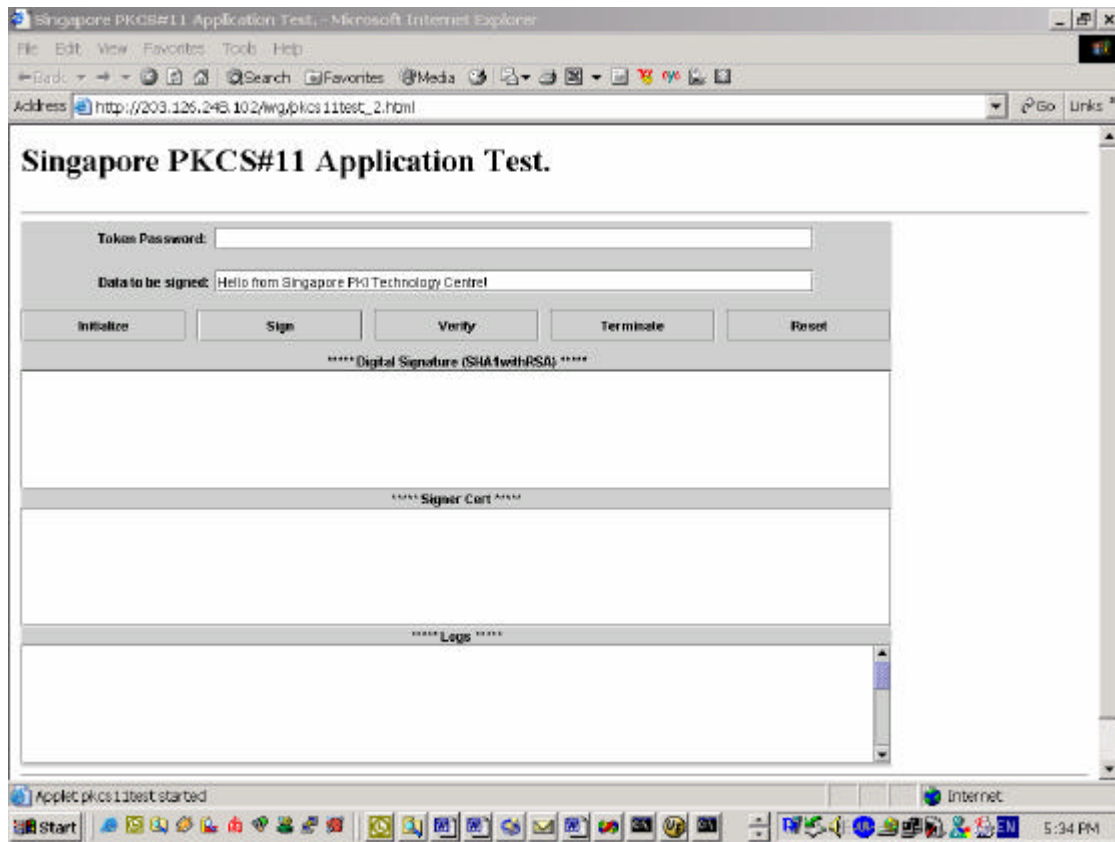 Singapore PKCS#11 Application Test. - Microsoft Internet Explorer
File Edit View Favorites Tools Help
Back Search Favorites Media
Address http://203.126.248.102/lwg/pkcs11test_2.html Go Links
Singapore PKCS#11 Application Test.
Token Password:
Data to be signed: Hello from Singapore PKI Technology Centre!
Initialize Sign Verify Terminate Reset
***** Digital Signature (SHA1withRSA) *****
***** Signer Cert *****
***** Logs *****
Applet pkcs11test started Internet
Start EN 5:34 PM